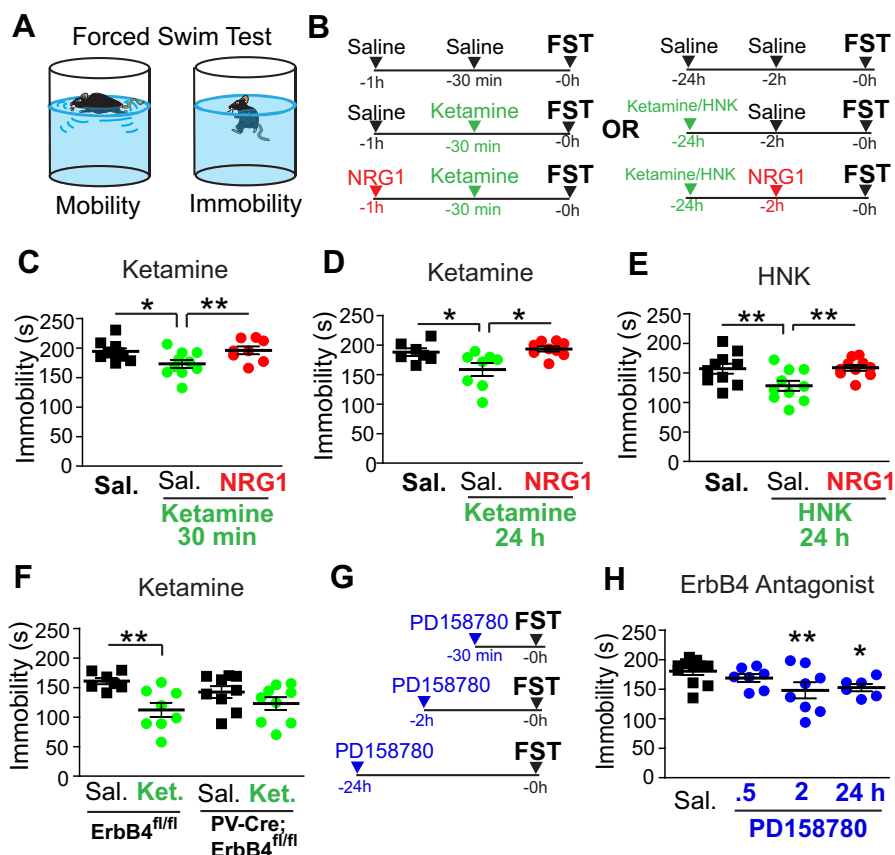 A
Forced Swim Test
Mobility
Immobility
B
Saline Saline FST
-1h -30 min -0h
Saline Ketamine FST
-1h -30 min -0h
NRG1 Ketamine FST
-1h -30 min -0h
OR
Saline Saline FST
-24h -2h -0h
Ketamine/HNK Saline FST
-24h -2h -0h
Ketamine/HNK NRG1 FST
-24h -2h -0h
C
Ketamine
* **
Immobility (s)
250
200
150
100
50
0
Sal. Sal. NRG1
Ketamine
30 min
D
Ketamine
* *
Immobility (s)
250
200
150
100
50
0
Sal. Sal. NRG1
Ketamine
24 h
E
HNK
** **
Immobility (s)
250
200
150
100
50
0
Sal. Sal. NRG1
HNK
24 h
F
Ketamine
**
Immobility (s)
250
200
150
100
50
0
Sal. Ket. Sal. Ket.
ErbB4fl/fl
PV-Cre;
ErbB4fl/fl
G
PD158780 FST
-30 min -0h
PD158780 FST
-2h -0h
PD158780 FST
-24h -0h
H
ErbB4 Antagonist
** *
Immobility (s)
250
200
150
100
50
0
Sal. .5 2 24 h
PD158780